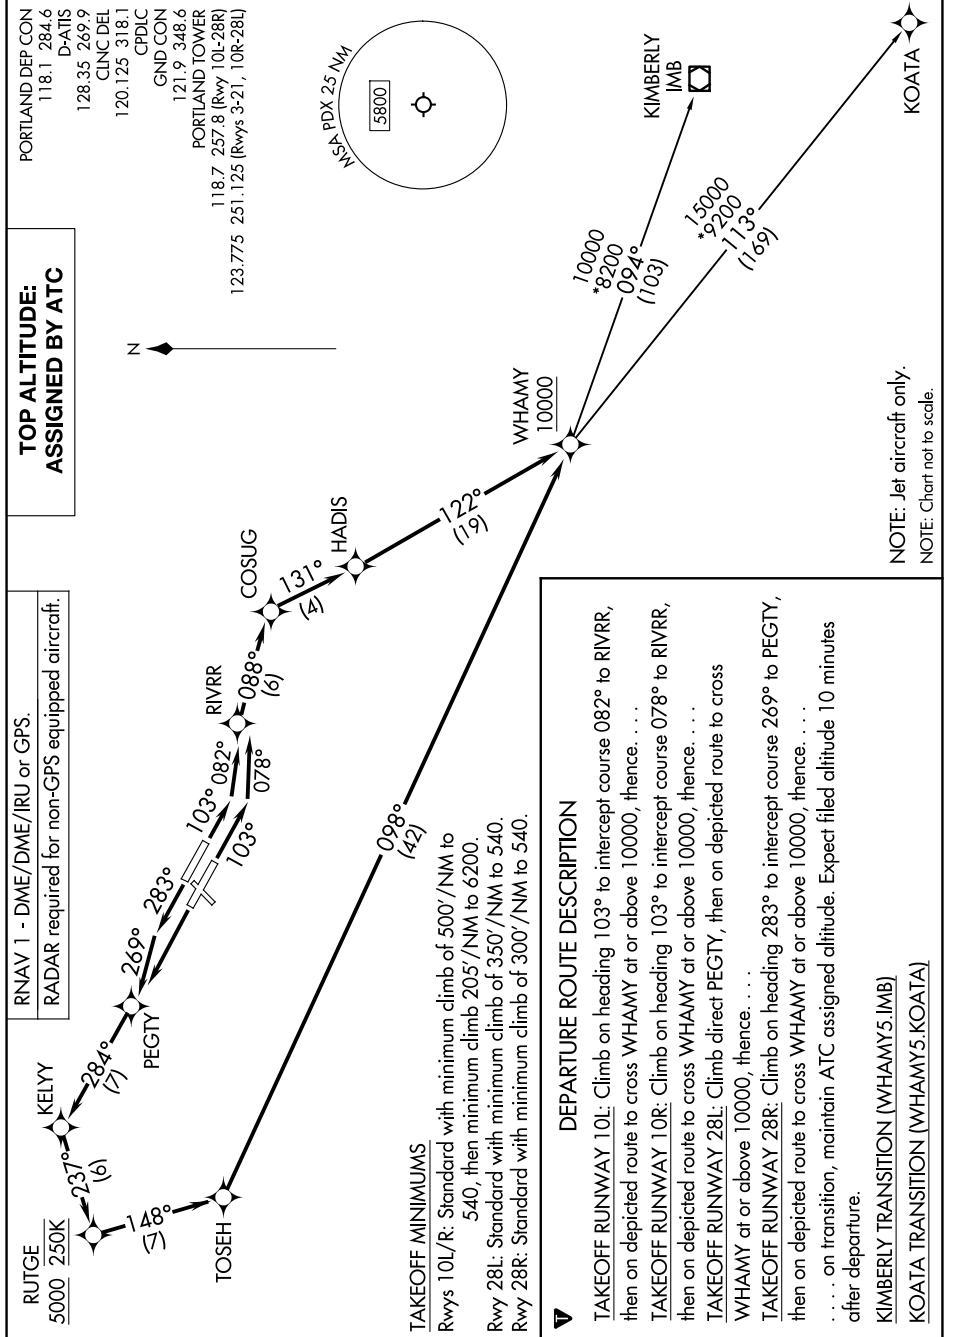 RNAV 1 - DME/DME/IRU or GPS.
RADAR required for non-GPS equipped aircraft.
TOP ALTITUDE:
ASSIGNED BY ATC
PORTLAND DEP CON
118.1 284.6
D-ATIS
128.35 269.9
CLNC DEL
120.125 318.1
CPDLC
GND CON
121.9 348.6
PORTLAND TOWER
118.7 257.8 (Rwy 10L-28R)
123.775 251.125 (Rwys 3-21, 10R-28L)
N
MSA PDX 25 NM
5800
RUTGE
5000 250K
KELYY
237°
(6)
284°
(7)
PEGTY
269°
283°
103°
082°
103°
078°
RIVRR
088°
(6)
COSUG
131°
(4)
HADIS
122°
(19)
148°
(7)
TOSEH
098°
(42)
WHAMY
10000
10000
*8200
094°
(103)
KIMBERLY
IMB
15000
*9200
113°
(169)
KOATA
TAKEOFF MINIMUMS
Rwys 10L/R: Standard with minimum climb of 500'/NM to
540, then minimum climb 205'/NM to 6200.
Rwy 28L: Standard with minimum climb of 350'/NM to 540.
Rwy 28R: Standard with minimum climb of 300'/NM to 540.
NOTE: Jet aircraft only.
NOTE: Chart not to scale.
T
DEPARTURE ROUTE DESCRIPTION
TAKEOFF RUNWAY 10L: Climb on heading 103° to intercept course 082° to RIVRR,
then on depicted route to cross WHAMY at or above 10000, thence. . . .
TAKEOFF RUNWAY 10R: Climb on heading 103° to intercept course 078° to RIVRR,
then on depicted route to cross WHAMY at or above 10000, thence. . . .
TAKEOFF RUNWAY 28L: Climb direct PEGTY, then on depicted route to cross
WHAMY at or above 10000, thence. . . .
TAKEOFF RUNWAY 28R: Climb on heading 283° to intercept course 269° to PEGTY,
then on depicted route to cross WHAMY at or above 10000, thence. . . .
. . . . on transition, maintain ATC assigned altitude. Expect filed altitude 10 minutes
after departure.
KIMBERLY TRANSITION (WHAMY5.IMB)
KOATA TRANSITION (WHAMY5.KOATA)